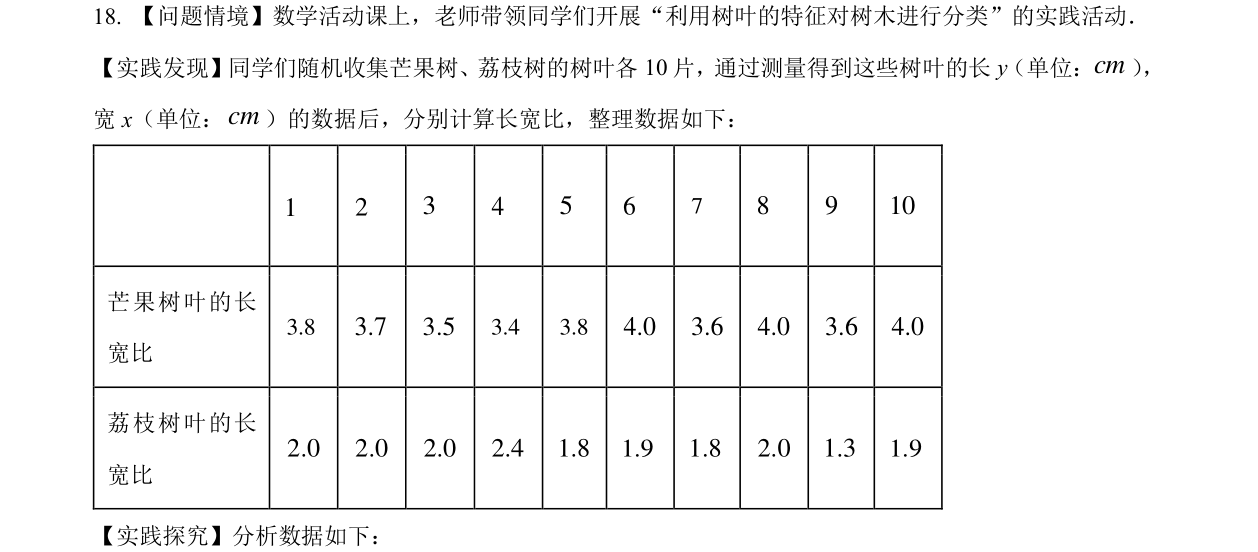 18. 【问题情境】数学活动课上，老师带领同学们开展“利用树叶的特征对树木进行分类”的实践活动．
【实践发现】同学们随机收集芒果树、荔枝树的树叶各 10 片，通过测量得到这些树叶的长 y（单位：cm），
宽 x（单位：cm）的数据后，分别计算长宽比，整理数据如下：
1 2 3 4 5 6 7 8 9 10
芒果树叶的长
宽比
3.8 3.7 3.5 3.4 3.8 4.0 3.6 4.0 3.6 4.0
荔枝树叶的长
宽比
2.0 2.0 2.0 2.4 1.8 1.9 1.8 2.0 1.3 1.9
【实践探究】分析数据如下：